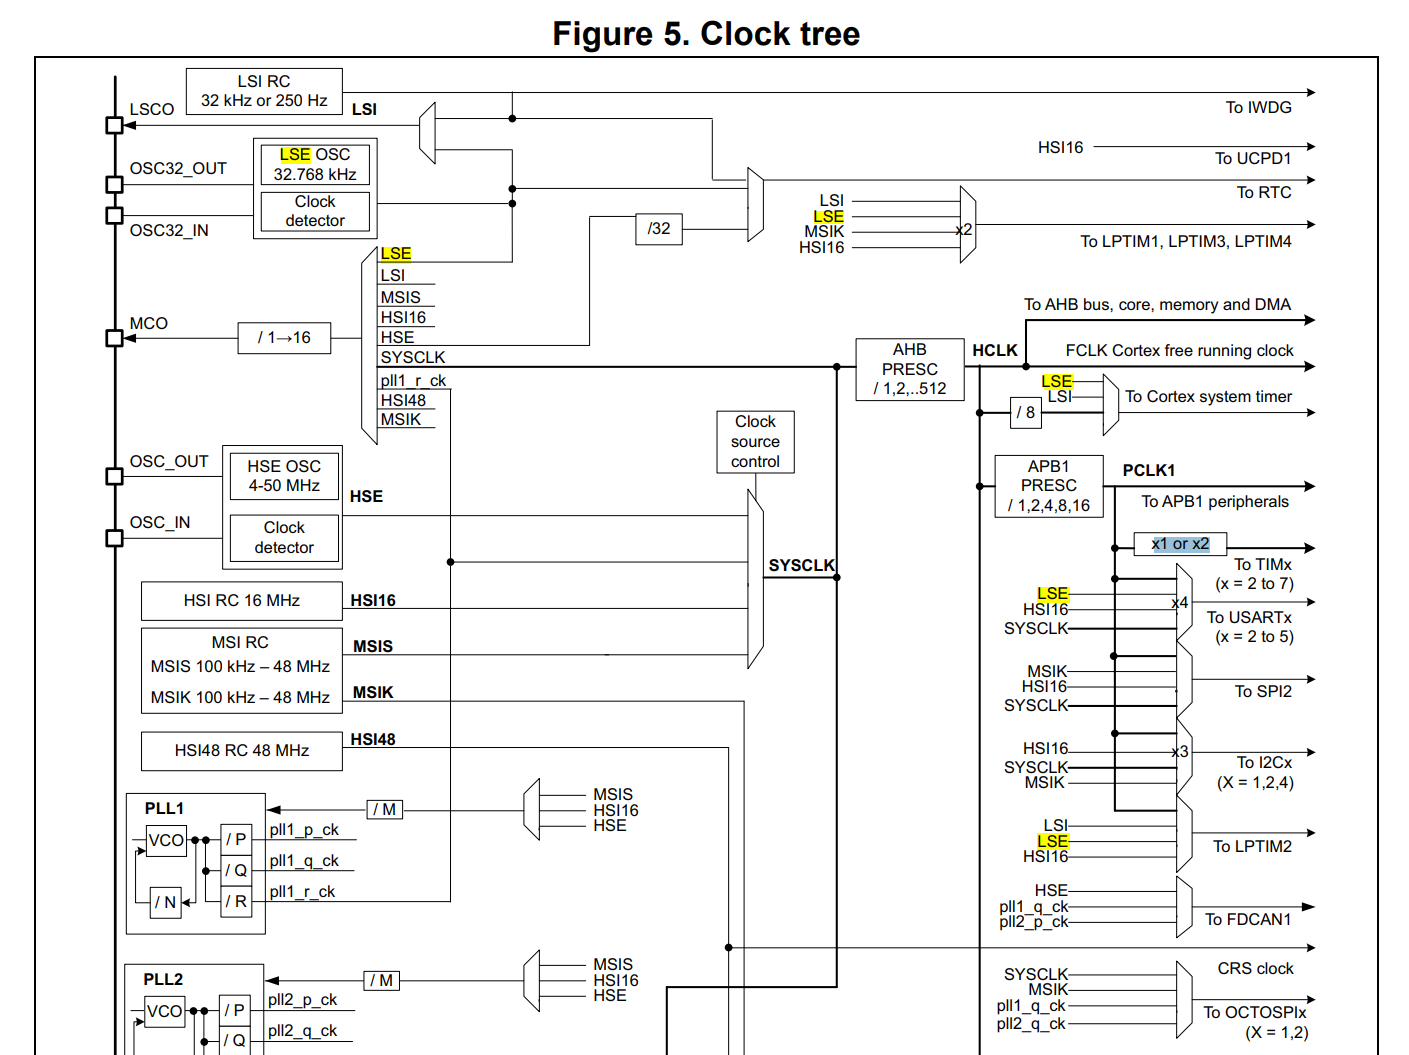 Figure 5. Clock tree
LSI RC
32 kHz or 250 Hz
LSCO
LSI
To IWDG
LSE OSC
32.768 kHz
OSC32_OUT
Clock
detector
OSC32_IN
HSI16
To UCPD1
To RTC
/32
LSI
LSE
MSIK
HSI16
x2
To LPTIM1, LPTIM3, LPTIM4
LSE
LSI
MSIS
HSI16
HSE
SYSCLK
pll1_r_ck
HSI48
MSIK
MCO
/ 1→16
To AHB bus, core, memory and DMA
AHB
PRESC
/ 1,2,..512
HCLK
FCLK Cortex free running clock
LSE
LSI
To Cortex system timer
/ 8
Clock
source
control
OSC_OUT
HSE OSC
4-50 MHz
HSE
OSC_IN
Clock
detector
APB1
PRESC
/ 1,2,4,8,16
PCLK1
To APB1 peripherals
x1 or x2
To TIMx
(x = 2 to 7)
SYSCLK
HSI RC 16 MHz
HSI16
LSE
HSI16
SYSCLK
x4
To USARTx
(x = 2 to 5)
MSI RC
MSIS 100 kHz – 48 MHz
MSIK 100 kHz – 48 MHz
MSIS
MSIK
MSIK
HSI16
SYSCLK
To SPI2
HSI48 RC 48 MHz
HSI48
HSI16
SYSCLK
MSIK
x3
To I2Cx
(X = 1,2,4)
PLL1
/ M
MSIS
HSI16
HSE
VCO
/ P
pll1_p_ck
/ Q
pll1_q_ck
/ N
/ R
pll1_r_ck
LSI
LSE
HSI16
To LPTIM2
HSE
pll1_q_ck
pll2_p_ck
To FDCAN1
CRS clock
PLL2
/ M
MSIS
HSI16
HSE
VCO
/ P
pll2_p_ck
/ Q
pll2_q_ck
SYSCLK
MSIK
pll1_q_ck
pll2_q_ck
To OCTOSPIx
(X = 1,2)